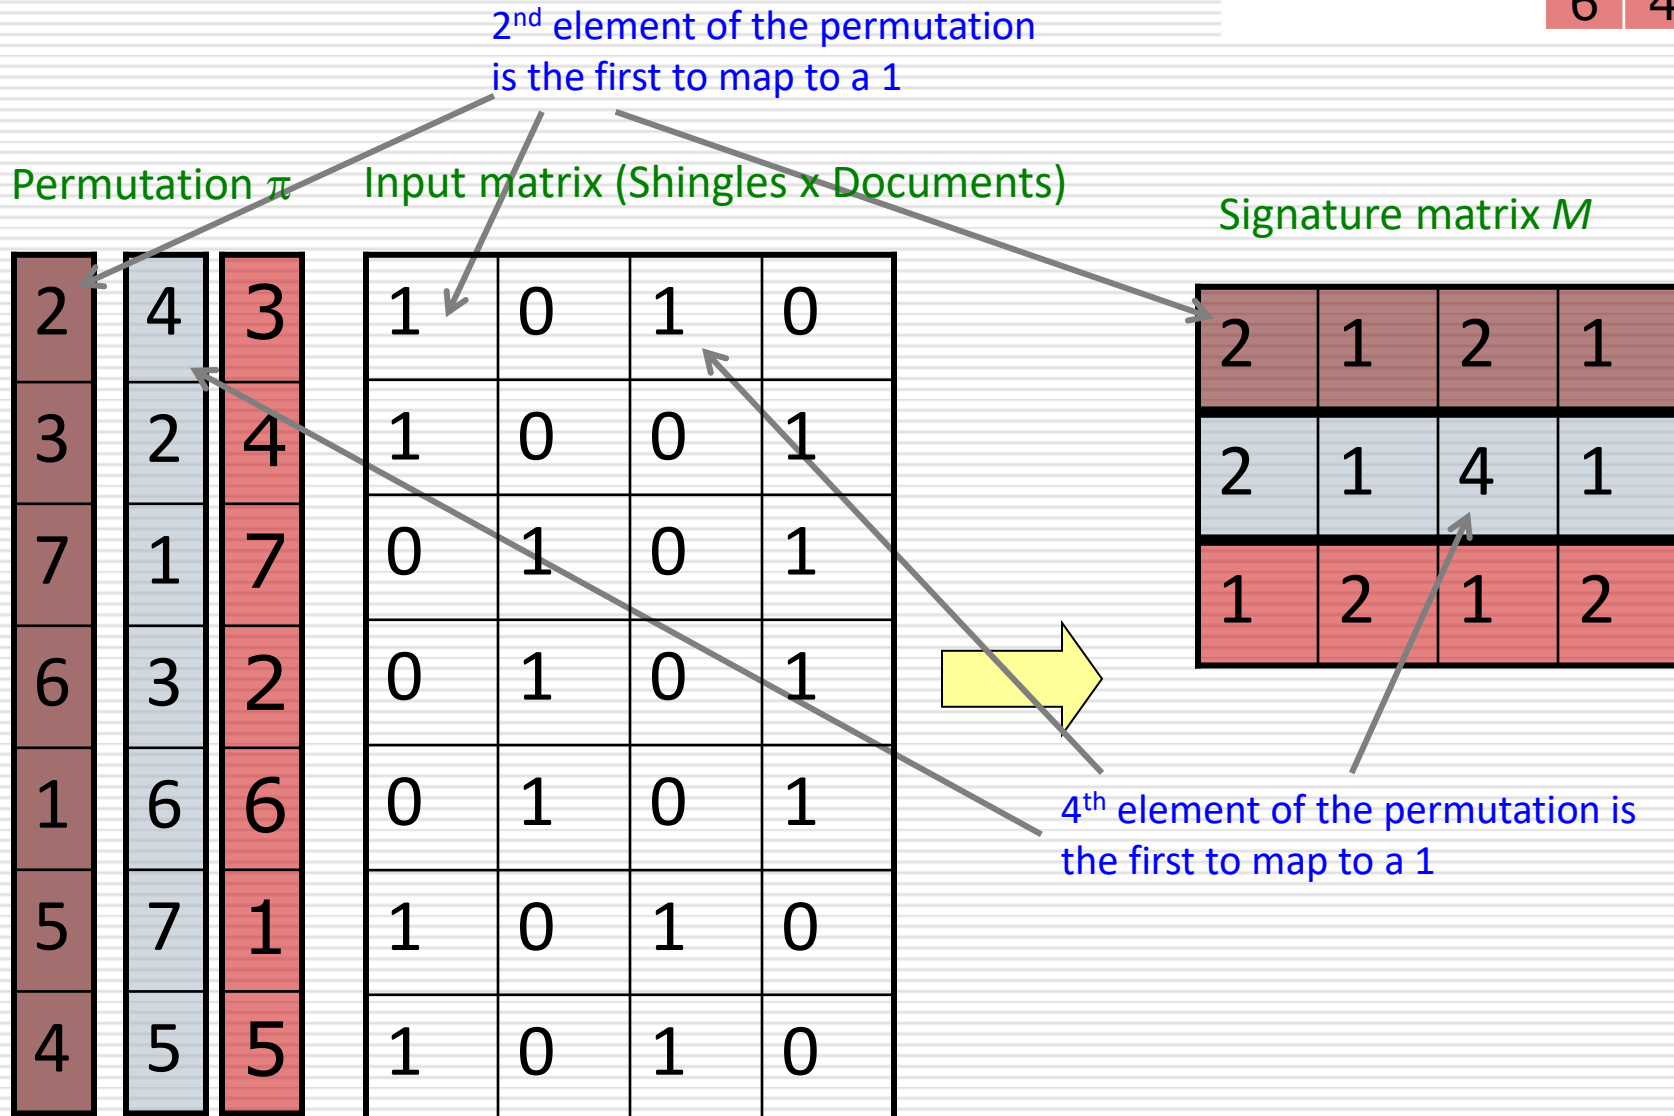 6 4
2nd element of the permutation
is the first to map to a 1
Permutation π
Input matrix (Shingles x Documents)
Signature matrix M
2 4 3 1 0 1 0
3 2 4 1 0 0 1
7 1 7 0 1 0 1
6 3 2 0 1 0 1
1 6 6 0 1 0 1
5 7 1 1 0 1 0
4 5 5 1 0 1 0
2 1 2 1
2 1 4 1
1 2 1 2
4th element of the permutation is
the first to map to a 1